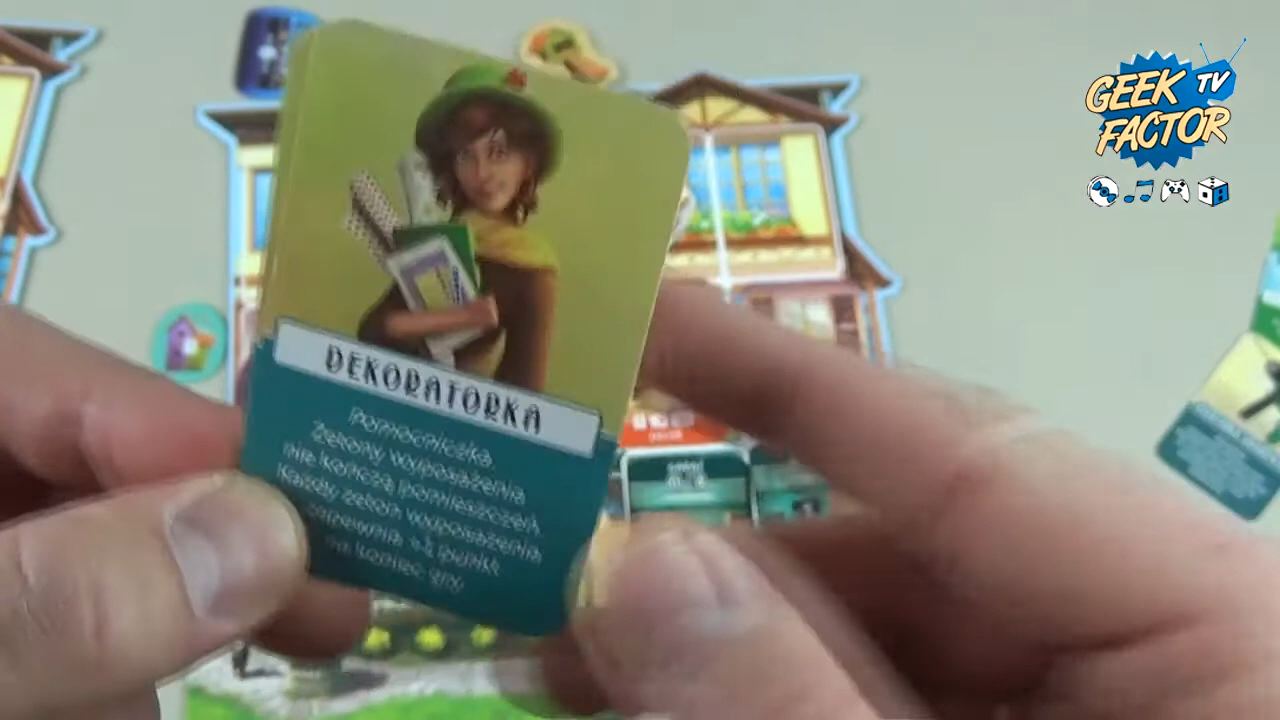 GEEK TV
FACTOR
DEKORATORKA
Pomocniczka.
Żetony wyposażenia
nie kończą pomieszczeń.
Każdy żeton wyposażenia
zapewnia +1 punkt
na koniec gry.